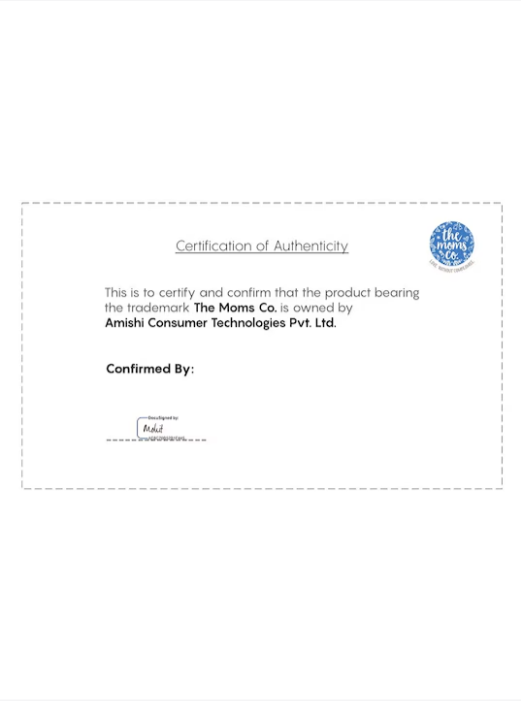 Certification of Authenticity
the
moms
co.
This is to certify and confirm that the product bearing
the trademark The Moms Co. is owned by
Amishi Consumer Technologies Pvt. Ltd.
Confirmed By:
DocuSigned by:
Mohit